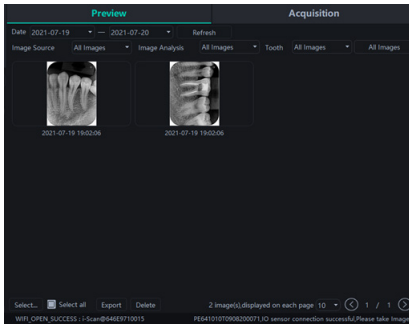 Preview Acquisition
Date 2021-07-19 — 2021-07-20 Refresh
Image Source All Images Image Analysis All Images Tooth All Images All Images
2021-07-19 19:02:06 2021-07-19 19:02:06
Select... Select all Export Delete 2 image(s),displayed on each page 10 1 / 1
WIFI_OPEN_SUCCESS : i-Scan@646E9710015 PE641010T0908200071,IO sensor connection successful,Please take Image